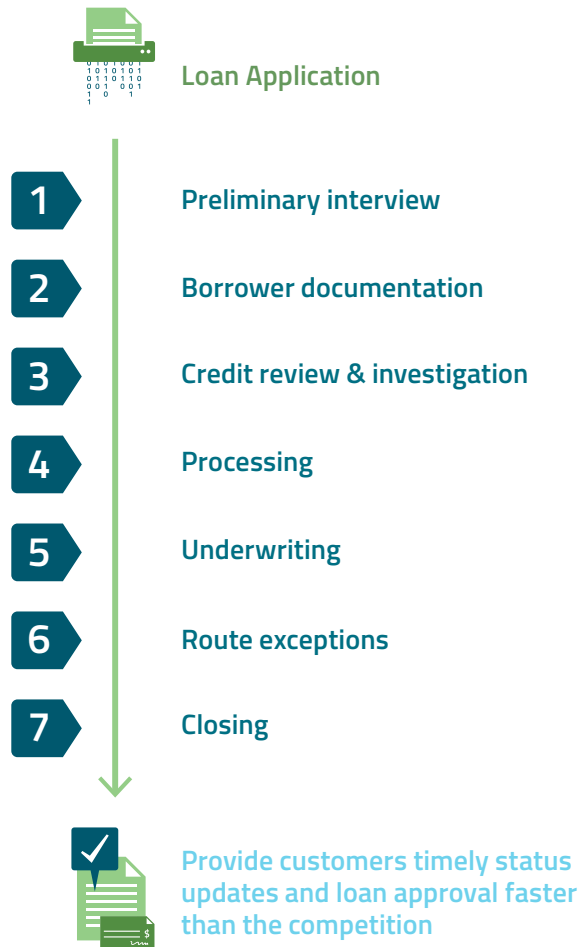 Loan Application
1 Preliminary interview
2 Borrower documentation
3 Credit review & investigation
4 Processing
5 Underwriting
6 Route exceptions
7 Closing
Provide customers timely status
updates and loan approval faster
than the competition
$